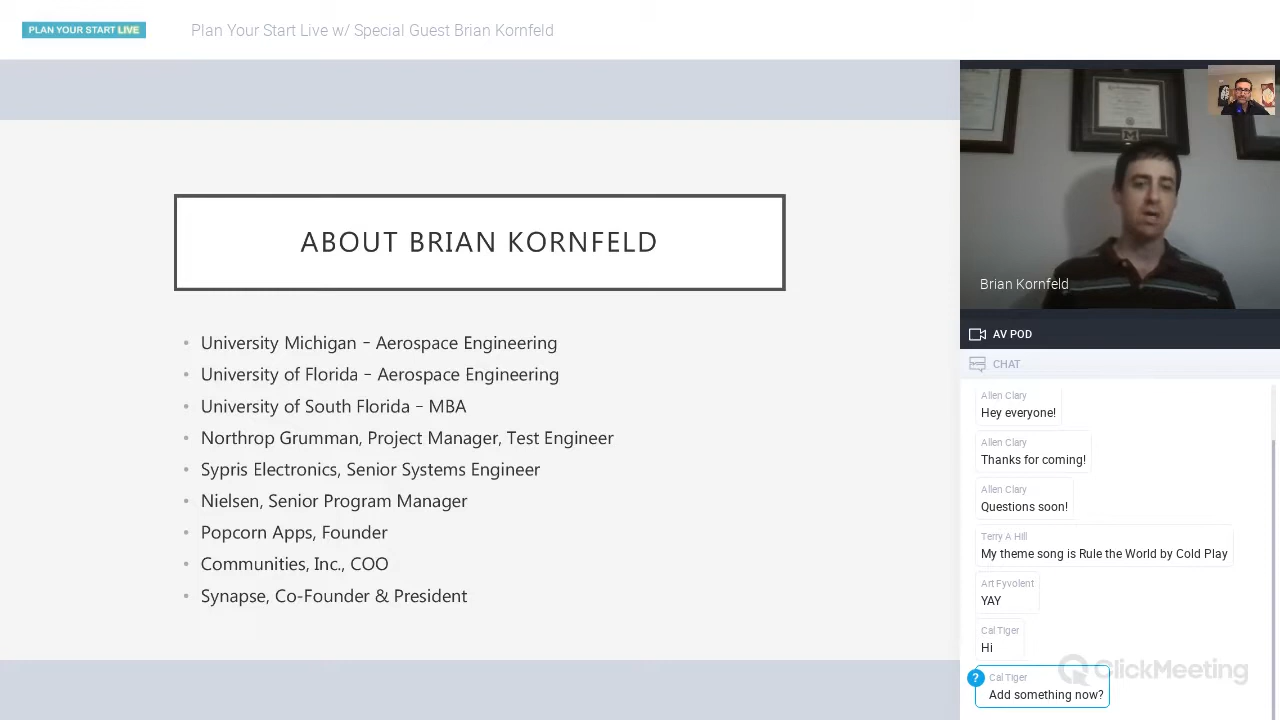 PLAN YOUR START LIVE
Plan Your Start Live w/ Special Guest Brian Kornfeld
ABOUT BRIAN KORNFELD
• University Michigan – Aerospace Engineering
• University of Florida – Aerospace Engineering
• University of South Florida – MBA
• Northrop Grumman, Project Manager, Test Engineer
• Sypris Electronics, Senior Systems Engineer
• Nielsen, Senior Program Manager
• Popcorn Apps, Founder
• Communities, Inc., COO
• Synapse, Co-Founder & President
M
Brian Kornfeld
AV POD
CHAT
Allen Clary
Hey everyone!
Allen Clary
Thanks for coming!
Allen Clary
Questions soon!
Terry A Hill
My theme song is Rule the World by Cold Play
Art Fyvolent
YAY
Cal Tiger
Hi
? Cal Tiger
Add something now?
ClickMeeting